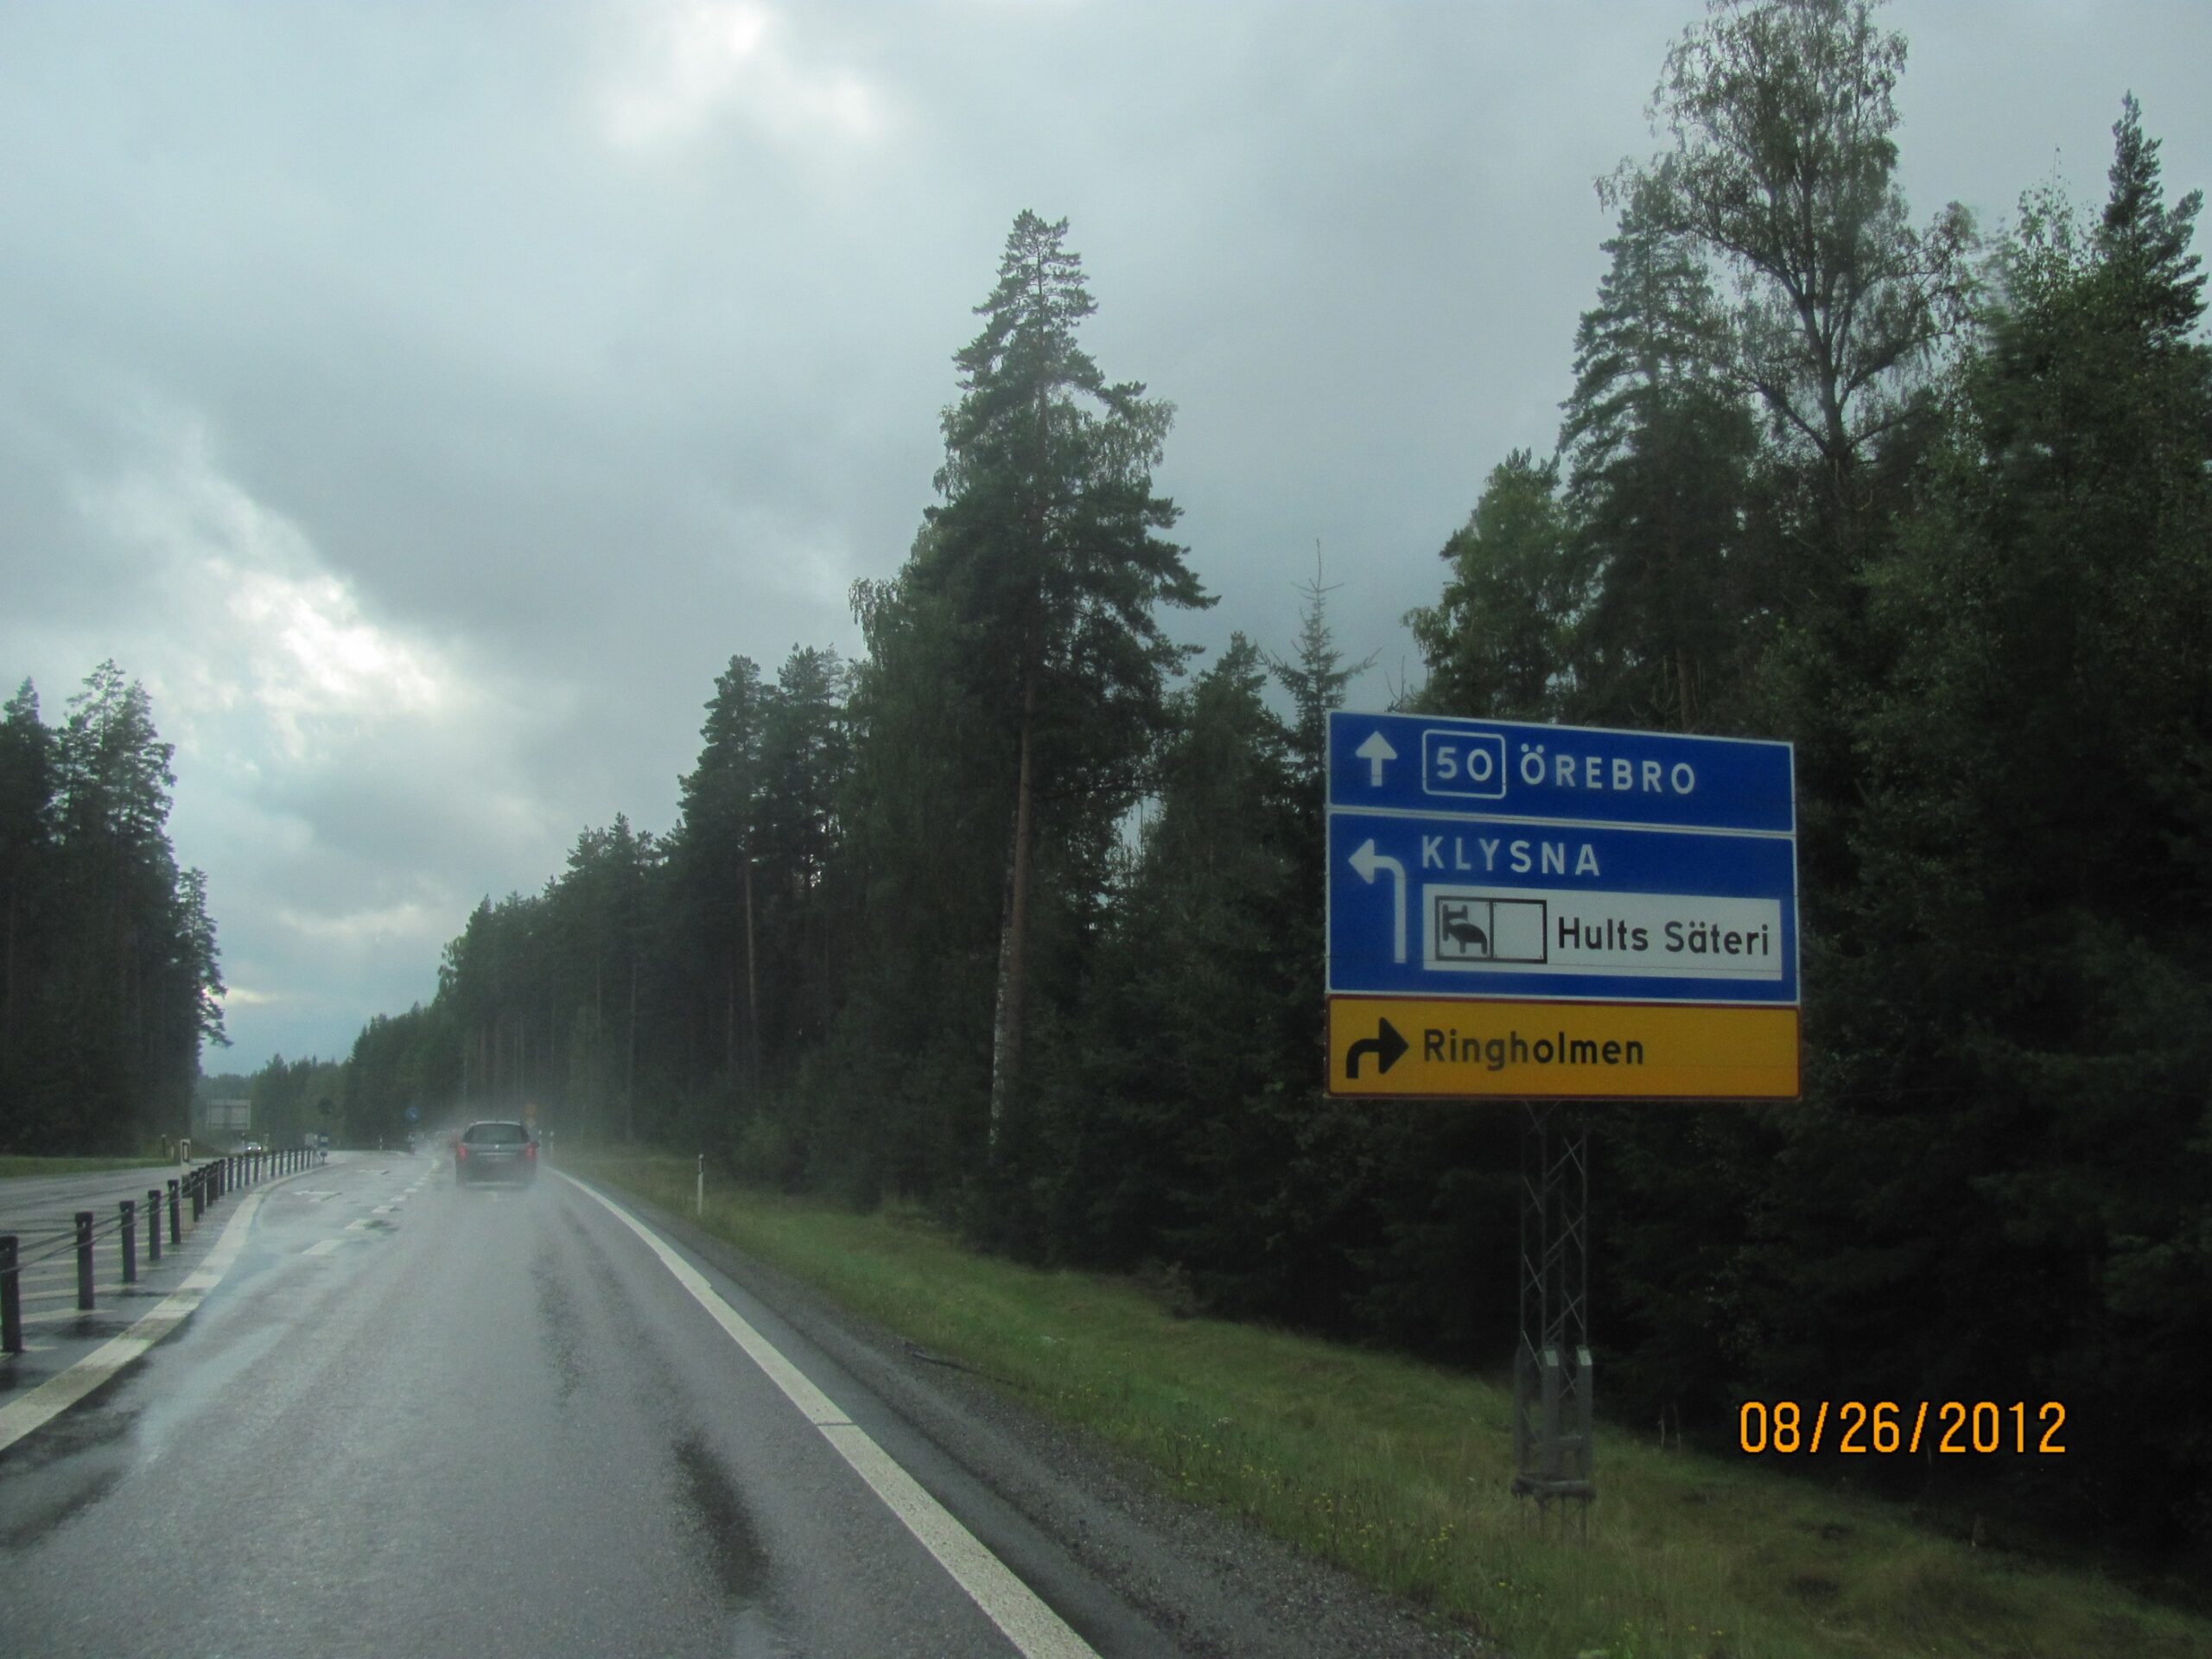 50 ÖREBRO
KLYSNA
Hults Säteri
Ringholmen
08/26/2012